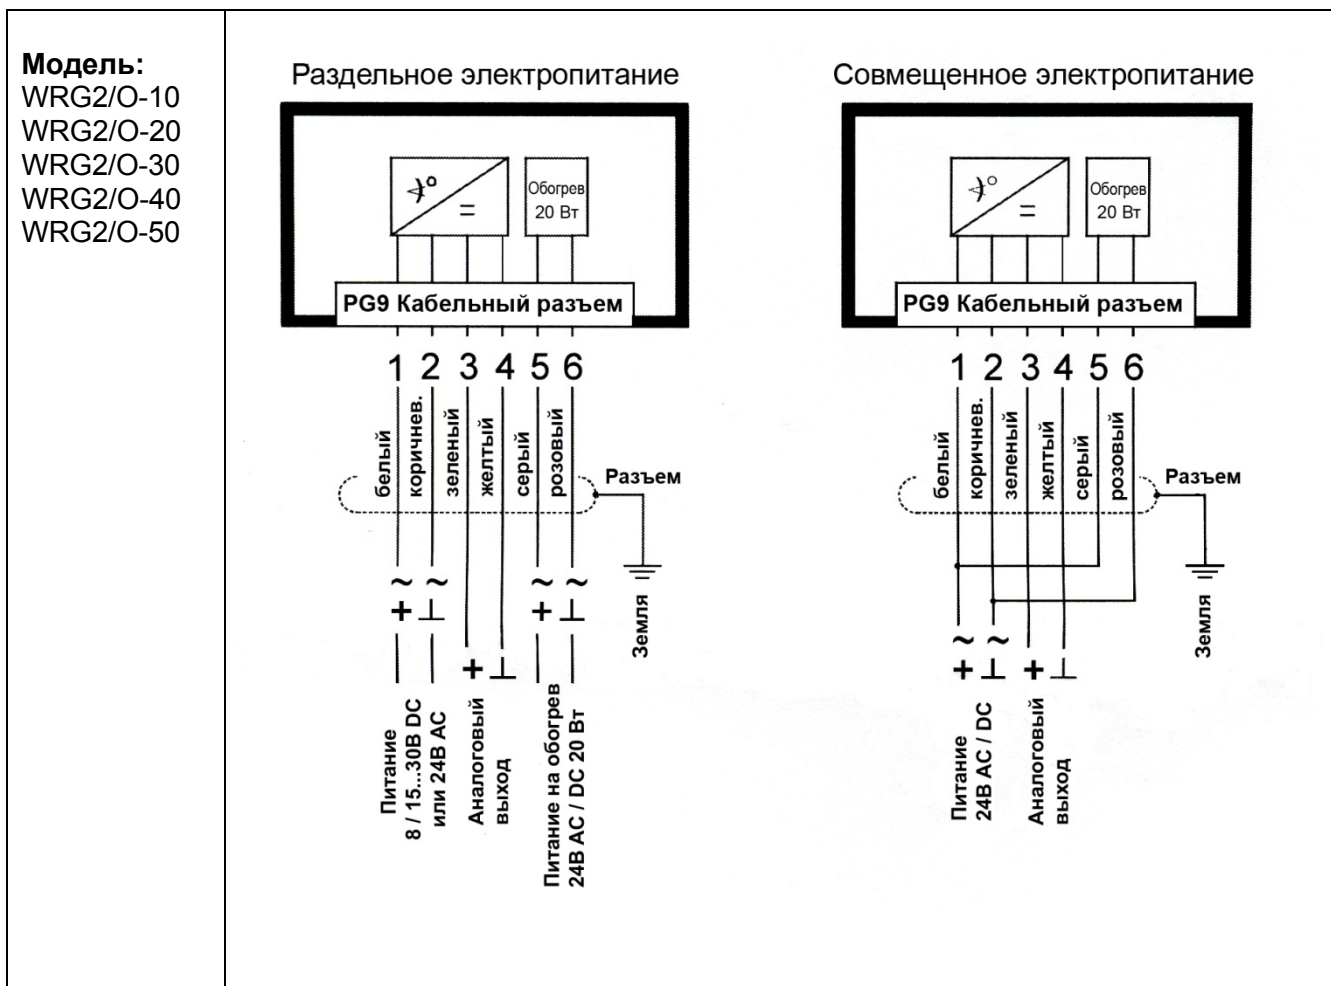 Модель:
WRG2/O-10
WRG2/O-20
WRG2/O-30
WRG2/O-40
WRG2/O-50
Раздельное электропитание
=
Обогрев
20 Вт
PG9 Кабельный разъем
1 2 3 4 5 6
белый
коричнев.
зеленый
желтый
серый
розовый
Разъем
Земля
~ ~ ~ ~
+ ⊥ + ⊥
+ ⊥
Питание
8 / 15...30В DC
или 24В AC
Аналоговый
выход
Питание на обогрев
24В AC / DC 20 Вт
Совмещенное электропитание
=
Обогрев
20 Вт
PG9 Кабельный разъем
1 2 3 4 5 6
белый
коричнев.
зеленый
желтый
серый
розовый
Разъем
Земля
~ ~
+ ⊥ + ⊥
Питание
24В AC / DC
Аналоговый
выход